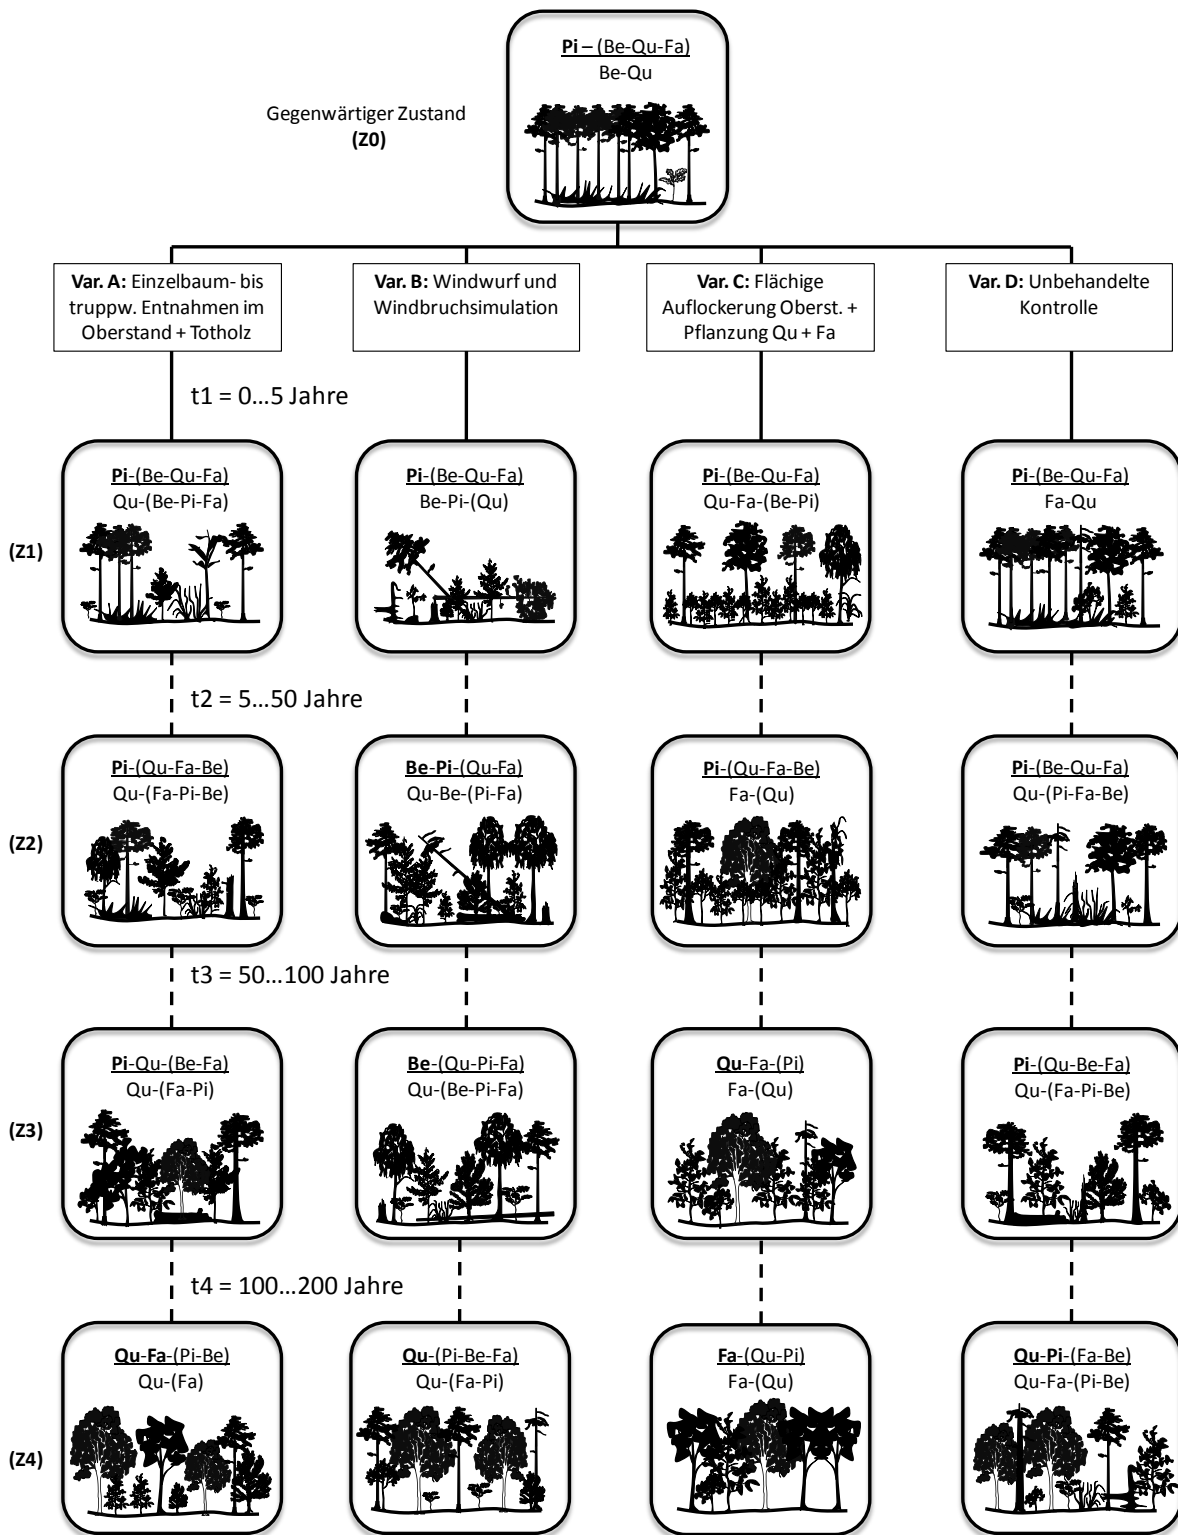 Pi – (Be-Qu-Fa)
Be-Qu
Gegenwärtiger Zustand
(Z0)
Var. A: Einzelbaum- bis
truppw. Entnahmen im
Oberstand + Totholz
Var. B: Windwurf und
Windbruchsimulation
Var. C: Flächige
Auflockerung Oberst. +
Pflanzung Qu + Fa
Var. D: Unbehandelte
Kontrolle
t1 = 0...5 Jahre
(Z1)
Pi-(Be-Qu-Fa)
Qu-(Be-Pi-Fa)
Pi-(Be-Qu-Fa)
Be-Pi-(Qu)
Pi-(Be-Qu-Fa)
Qu-Fa-(Be-Pi)
Pi-(Be-Qu-Fa)
Fa-Qu
t2 = 5...50 Jahre
(Z2)
Pi-(Qu-Fa-Be)
Qu-(Fa-Pi-Be)
Be-Pi-(Qu-Fa)
Qu-Be-(Pi-Fa)
Pi-(Qu-Fa-Be)
Fa-(Qu)
Pi-(Be-Qu-Fa)
Qu-(Pi-Fa-Be)
t3 = 50...100 Jahre
(Z3)
Pi-Qu-(Be-Fa)
Qu-(Fa-Pi)
Be-(Qu-Pi-Fa)
Qu-(Be-Pi-Fa)
Qu-Fa-(Pi)
Fa-(Qu)
Pi-(Qu-Be-Fa)
Qu-(Fa-Pi-Be)
t4 = 100...200 Jahre
(Z4)
Qu-Fa-(Pi-Be)
Qu-(Fa)
Qu-(Pi-Be-Fa)
Qu-(Fa-Pi)
Fa-(Qu-Pi)
Fa-(Qu)
Qu-Pi-(Fa-Be)
Qu-Fa-(Pi-Be)